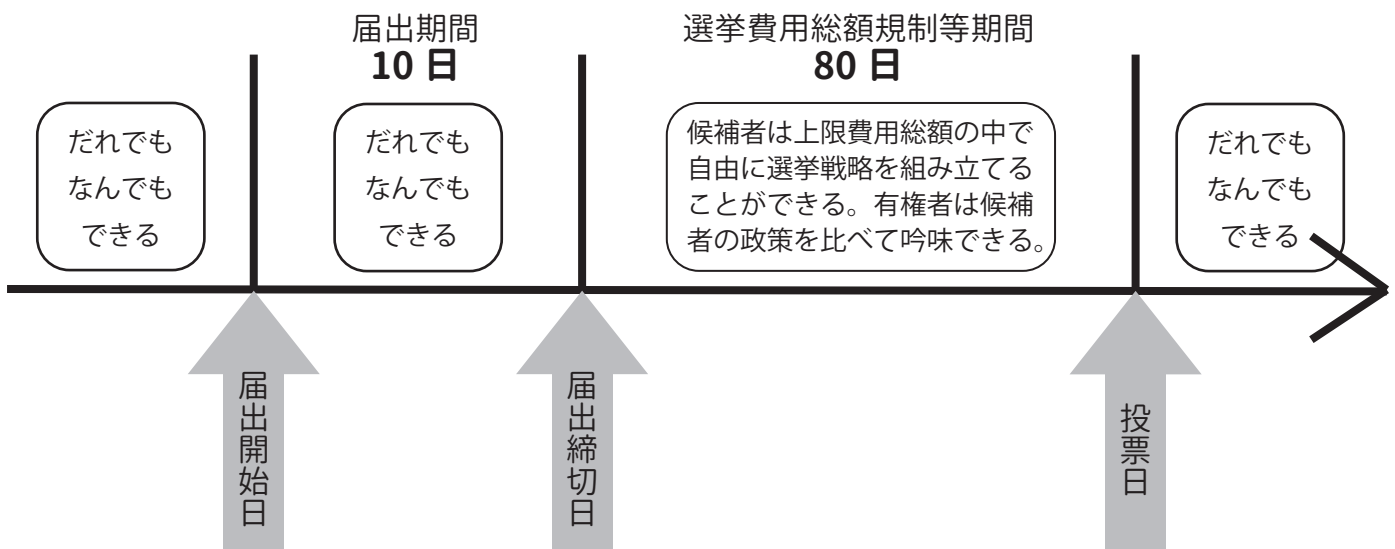 届出期間
10 日
選挙費用総額規制等期間
80 日
だれでも
なんでも
できる
だれでも
なんでも
できる
候補者は上限費用総額の中で
自由に選挙戦略を組み立てる
ことができる。有権者は候補
者の政策を比べて吟味できる。
だれでも
なんでも
できる
届出開始日
届出締切日
投票日